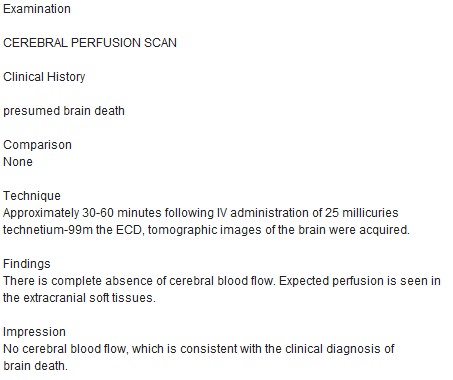 Examination
CEREBRAL PERFUSION SCAN
Clinical History
presumed brain death
Comparison
None
Technique
Approximately 30-60 minutes following IV administration of 25 millicuries
technetium-99m the ECD, tomographic images of the brain were acquired.
Findings
There is complete absence of cerebral blood flow. Expected perfusion is seen in
the extracranial soft tissues.
Impression
No cerebral blood flow, which is consistent with the clinical diagnosis of
brain death.